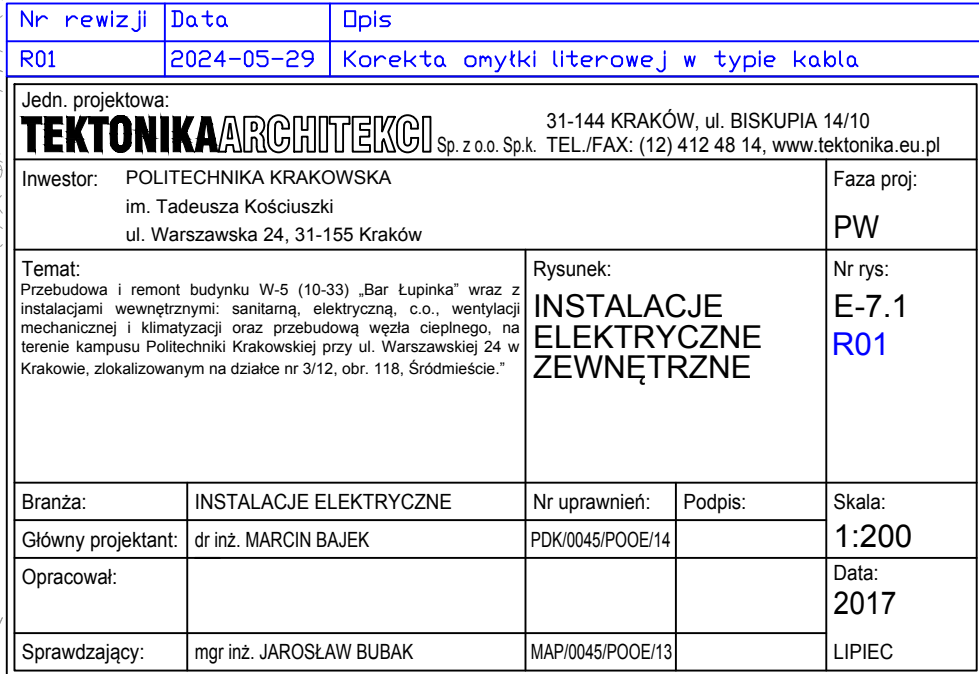 Nr rewizji Data Opis
R01 2024-05-29 Korekta omyłki literowej w typie kabla
Jedn. projektowa:
TEKTONIKAARCHITEKCI Sp. z o.o. Sp.k.
31-144 KRAKÓW, ul. BISKUPIA 14/10
TEL./FAX: (12) 412 48 14, www.tektonika.eu.pl
Inwestor: POLITECHNIKA KRAKOWSKA
im. Tadeusza Kościuszki
ul. Warszawska 24, 31-155 Kraków
Faza proj:
PW
Temat:
Przebudowa i remont budynku W-5 (10-33) „Bar Łupinka” wraz z
instalacjami wewnętrznymi: sanitarną, elektryczną, c.o., wentylacji
mechanicznej i klimatyzacji oraz przebudową węzła cieplnego, na
terenie kampusu Politechniki Krakowskiej przy ul. Warszawskiej 24 w
Krakowie, zlokalizowanym na działce nr 3/12, obr. 118, Śródmieście.”
Rysunek:
INSTALACJE
ELEKTRYCZNE
ZEWNĘTRZNE
Nr rys:
E-7.1
R01
Branża: INSTALACJE ELEKTRYCZNE Nr uprawnień: Podpis: Skala:
Główny projektant: dr inż. MARCIN BAJEK PDK/0045/POOE/14 1:200
Opracował: Data:
2017
Sprawdzający: mgr inż. JAROSŁAW BUBAK MAP/0045/POOE/13 LIPIEC